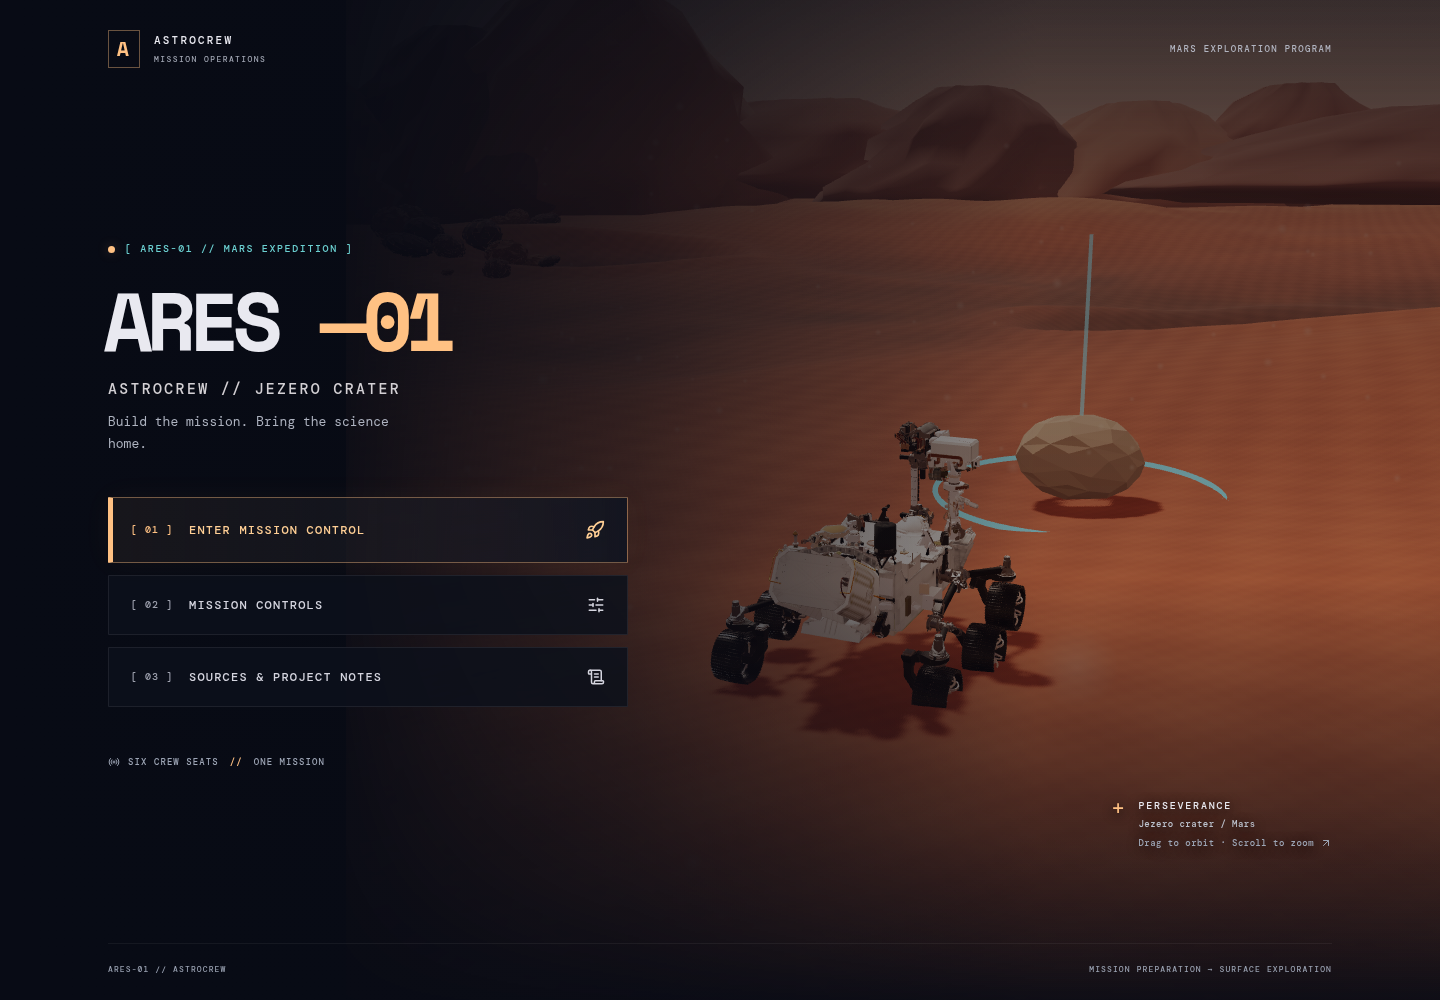 A
ASTROCREW
MISSION OPERATIONS
MARS EXPLORATION PROGRAM
[ ARES-01 // MARS EXPEDITION ]
ARES —01
ASTROCREW // JEZERO CRATER
Build the mission. Bring the science
home.
[ 01 ] ENTER MISSION CONTROL
[ 02 ] MISSION CONTROLS
[ 03 ] SOURCES & PROJECT NOTES
SIX CREW SEATS // ONE MISSION
+ PERSEVERANCE
Jezero crater / Mars
Drag to orbit · Scroll to zoom ↗
ARES-01 // ASTROCREW
MISSION PREPARATION → SURFACE EXPLORATION